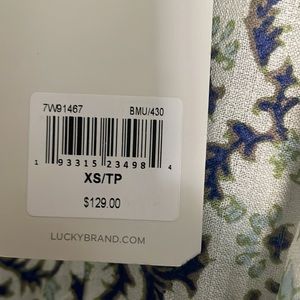 7W91467 BMU/430
1 93315 23498 4
XS/TP
$129.00
LUCKYBRAND.COM